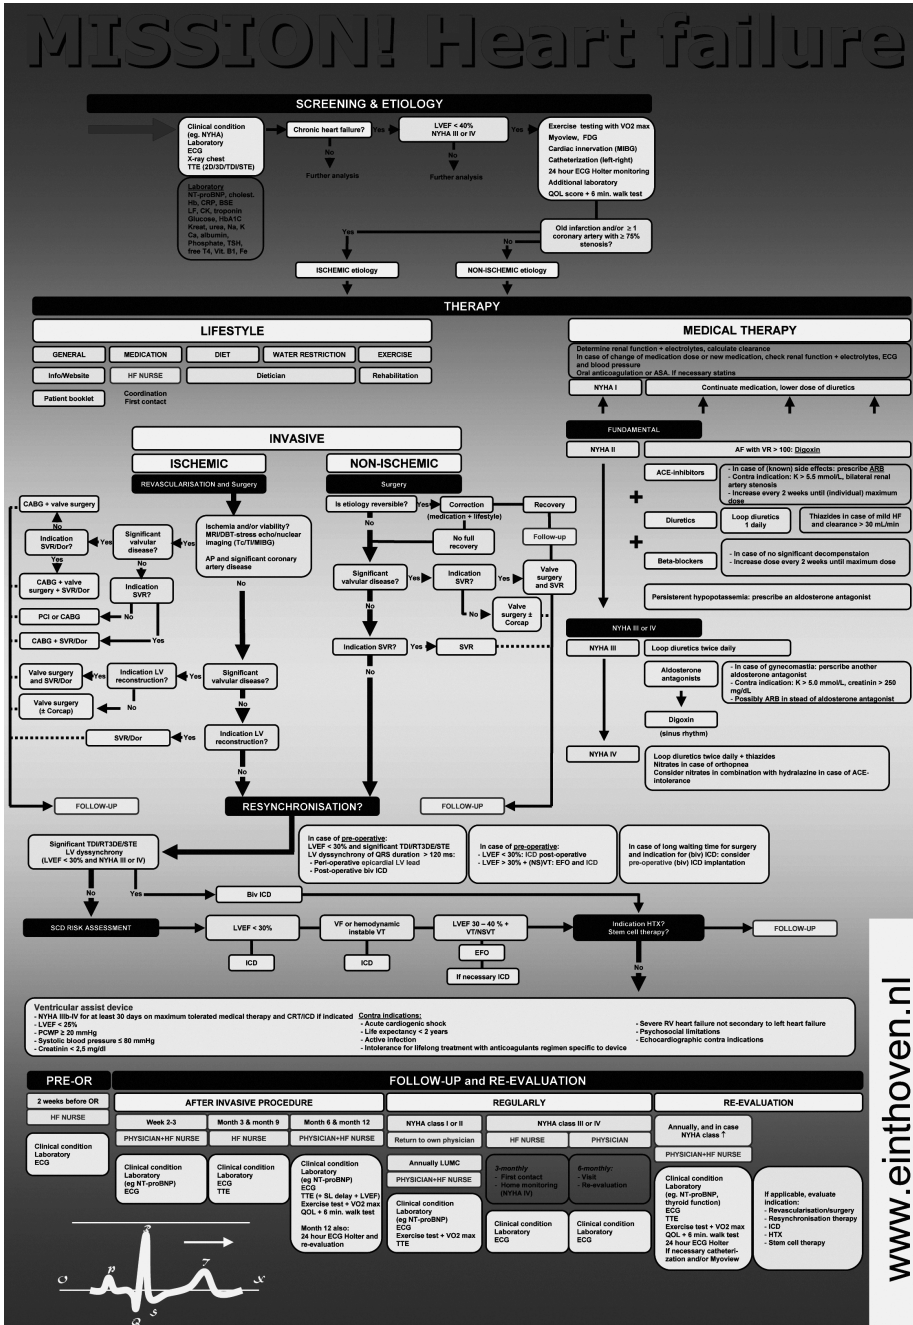 MISSION! Heart failure
SCREENING & ETIOLOGY
Clinical condition
(eg. NYHA)
Laboratory
ECG
X-ray chest
TTE (2D/3D/TDI/STE)
Chronic heart failure?
Yes
LVEF < 40%
NYHA III or IV
Yes
No
Further analysis
No
Further analysis
Exercise testing with VO2 max
Myoview, FDG
Cardiac innervation (MIBG)
Catheterization (left-right)
24 hour ECG Holter monitoring
Additional laboratory
QOL score + 6 min. walk test
Laboratory
NT-proBNP, cholest.
Hb, CRP, BSE
LF, CK, troponin
Glucose, HbA1C
Kreat, urea, Na, K
Ca, albumin,
Phosphate, TSH,
free T4, Vit. B1, Fe
Old infarction and/or ≥ 1
coronary artery with ≥ 75%
stenosis?
Yes
No
ISCHEMIC etiology
NON-ISCHEMIC etiology
THERAPY
LIFESTYLE
GENERAL
MEDICATION
DIET
WATER RESTRICTION
EXERCISE
Info/Website
HF NURSE
Dietician
Rehabilitation
Patient booklet
Coordination
First contact
MEDICAL THERAPY
Determine renal function + electrolytes, calculate clearance
In case of change of medication dose or new medication, check renal function + electrolytes, ECG
and blood pressure
Oral anticoagulation or ASA. If necessary statins
NYHA I
Continuate medication, lower dose of diuretics
FUNDAMENTAL
NYHA II
AF with VR > 100: Digoxin
ACE-inhibitors
- In case of (known) side effects: prescribe ARB
- Contra indication: K > 5.5 mmol/L, bilateral renal
artery stenosis
- Increase every 2 weeks until (individual) maximum
dose
+
Diuretics
Loop diuretics
1 daily
Thiazides in case of mild HF
and clearance > 30 mL/min
+
Beta-blockers
- In case of no significant decompenstaion
- Increase dose every 2 weeks until maximum dose
Persisterent hypopotassemia: prescribe an aldosterone antagonist
NYHA III or IV
NYHA III
Loop diuretics twice daily
Aldosterone
antagonists
- In case of gynecomastia: perscribe another
aldosterone antagonist
- Contra indication: K > 5.0 mmol/L, creatinin > 250
mg/dL
- Possibly ARB in stead of aldosterone antagonist
Digoxin
(sinus rhythm)
NYHA IV
Loop diuretics twice daily + thiazides
Nitrates in case of orthopnea
Consider nitrates in combination with hydralazine in case of ACE-
intolerance
INVASIVE
ISCHEMIC
NON-ISCHEMIC
REVASCULARISATION and Surgery
Surgery
CABG + valve surgery
No
Indication
SVR/Dor?
Yes
Significant
valvular disease?
Yes
Ischemia and/or viability?
MRI/DBT-stress echo/nuclear
imaging (Tc/Tl/MIBG)
AP and significant coronary
artery disease
Yes
CABG + valve
surgery + SVR/Dor
No
Indication
SVR?
No
PCI or CABG
No
Yes
CABG + SVR/Dor
Valve surgery
and SVR/Dor
Yes
Indication LV
reconstruction?
Yes
Significant
valvular disease?
Valve surgery
(± Corcap)
No
No
SVR/Dor
Yes
Indication LV
reconstruction?
No
Is etiology reversible?
Yes
Correction
(medication + lifestyle)
Recovery
No
No full
recovery
Follow-up
Significant
valvular disease?
Yes
Indication
SVR?
Yes
Valve
surgery
and SVR
No
No
Valve
surgery ±
Corcap
Indication SVR?
Yes
SVR
No
FOLLOW-UP
RESYNCHRONISATION?
FOLLOW-UP
Significant TDI/RT3DE/STE
LV dyssynchrony
(LVEF < 30% and NYHA III or IV)
In case of pre-operative:
LVEF < 30% and significant TDI/RT3DE/STE
LV dyssynchrony of QRS duration > 120 ms:
- Peri-operative epicardial LV lead
- Post-operative biv ICD
In case of pre-operative:
- LVEF < 30%: ICD post-operative
- LVEF > 30% + (NS)VT: EFO and ICD
In case of long waiting time for surgery
and indication for (biv) ICD: consider
pre-operative (biv) ICD implantation
No
Yes
Biv ICD
SCD RISK ASSESSMENT
LVEF < 30%
VF or hemodynamic
instable VT
LVEF 30 – 40 % +
VT/NSVT
Indication HTX?
Stem cell therapy?
FOLLOW-UP
ICD
ICD
EFO
If necessary ICD
No
Ventricular assist device
- NYHA IIIb-IV for at least 30 days on maximum tolerated medical therapy and CRT/ICD if indicated
- LVEF < 25%
- PCWP ≥ 20 mmHg
- Systolic blood pressure ≤ 80 mmHg
- Creatinin < 2,5 mg/dl
Contra indications:
- Acute cardiogenic shock
- Life expectancy < 2 years
- Active infection
- Intolerance for lifelong treatment with anticoagulants regimen specific to device
- Severe RV heart failure not secondary to left heart failure
- Psychosocial limitations
- Echocardiographic contra indications
PRE-OR
FOLLOW-UP and RE-EVALUATION
2 weeks before OR
HF NURSE
Clinical condition
Laboratory
ECG
AFTER INVASIVE PROCEDURE
Week 2-3
Month 3 & month 9
Month 6 & month 12
PHYSICIAN+HF NURSE
HF NURSE
PHYSICIAN+HF NURSE
Clinical condition
Laboratory
(eg NT-proBNP)
ECG
Clinical condition
Laboratory
ECG
TTE
Clinical condition
Laboratory
(eg NT-proBNP)
ECG
TTE (+ SL delay + LVEF)
Exercise test + VO2 max
QOL + 6 min. walk test
Month 12 also:
24 hour ECG Holter and
re-evaluation
REGULARLY
NYHA class I or II
NYHA class III or IV
Return to own physician
HF NURSE
PHYSICIAN
Annually LUMC
PHYSICIAN+HF NURSE
3-monthly
- First contact
- Home monitoring
(NYHA IV)
6-monthly:
- Visit
- Re-evaluation
Clinical condition
Laboratory
(eg NT-proBNP)
ECG
Exercise test + VO2 max
TTE
Clinical condition
Laboratory
ECG
Clinical condition
Laboratory
ECG
RE-EVALUATION
Annually, and in case
NYHA class ↑
PHYSICIAN+HF NURSE
Clinical condition
Laboratory
(eg. NT-proBNP,
thyroid function)
ECG
TTE
Exercise test + VO2 max
QOL + 6 min. walk test
24 hour ECG Holter
If necessary catheteri-
zation and/or Myoview
If applicable, evaluate
indication:
- Revascularisation/surgery
- Resynchronisation therapy
- ICD
- HTX
- Stem cell therapy
O
P
R
Q
S
T
X
www.einthoven.nl